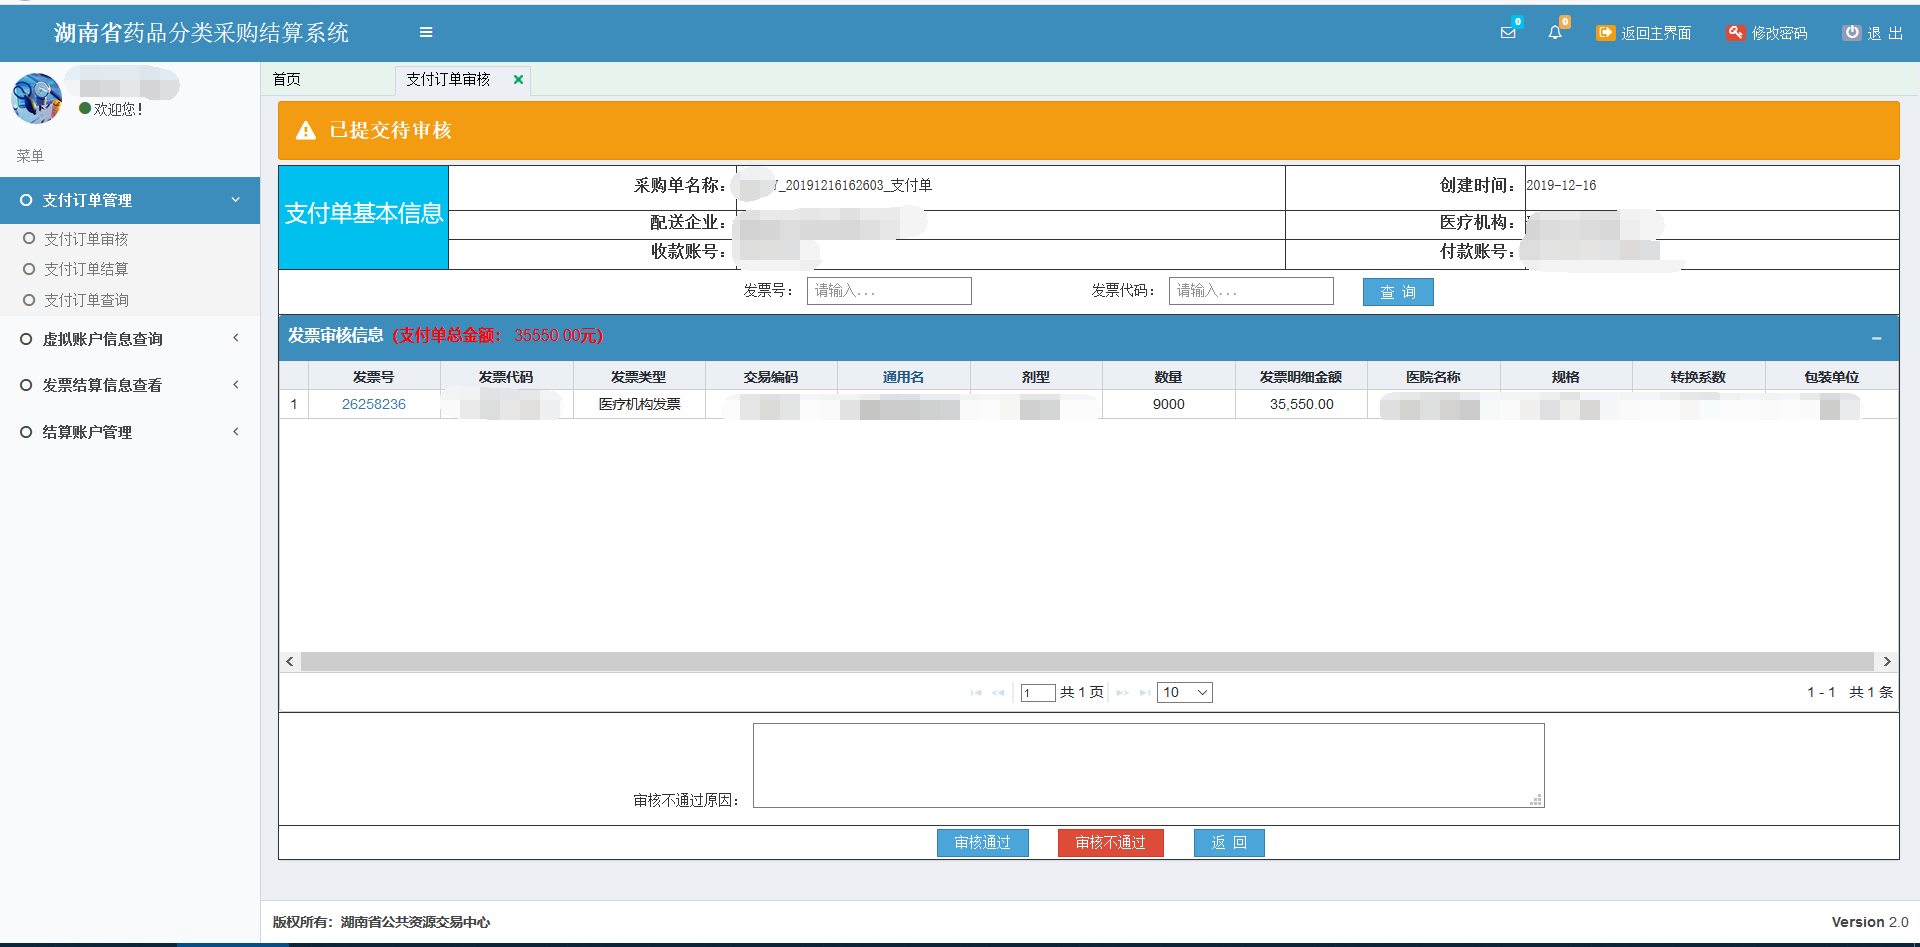 湖南省药品分类采购结算系统
0
0
返回主界面
修改密码
退 出
欢迎您！
菜单
支付订单管理
支付订单审核
支付订单结算
支付订单查询
虚拟账户信息查询
发票结算信息查看
结算账户管理
首页
支付订单审核
已提交待审核
支付单基本信息
采购单名称：
_20191216162603_支付单
创建时间：
2019-12-16
配送企业：
医疗机构：
收款账号：
付款账号：
发票号：
请输入...
发票代码：
请输入...
查 询
发票审核信息 (支付单总金额： 35550.00元)
发票号 发票代码 发票类型 交易编码 通用名 剂型 数量 发票明细金额 医院名称 规格 转换系数 包装单位
1 26258236 医疗机构发票 9000 35,550.00
1 共 1 页 10
1 - 1 共 1 条
审核不通过原因：
审核通过
审核不通过
返 回
版权所有：湖南省公共资源交易中心
Version 2.0